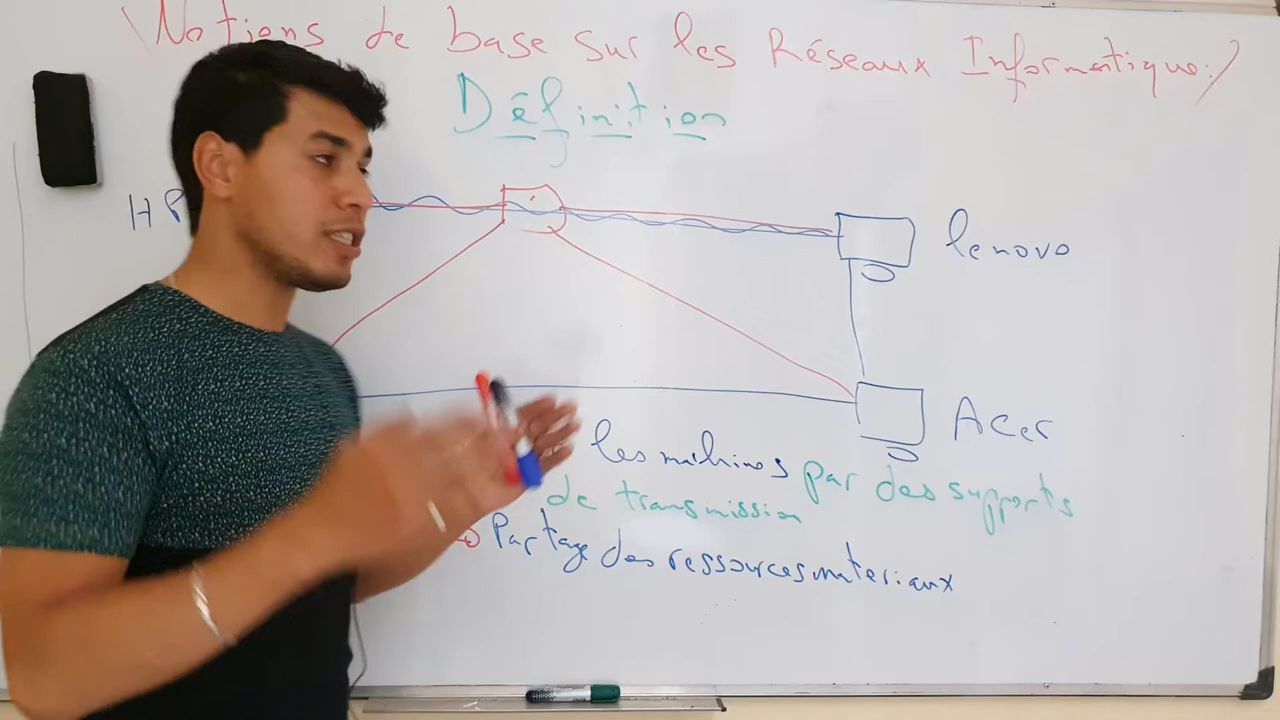 Notions de base sur les Réseaux Informatique:/
Définition
HP
lenovo
Acer
les machines par des supports
de transmission
Partage des ressources materiaux